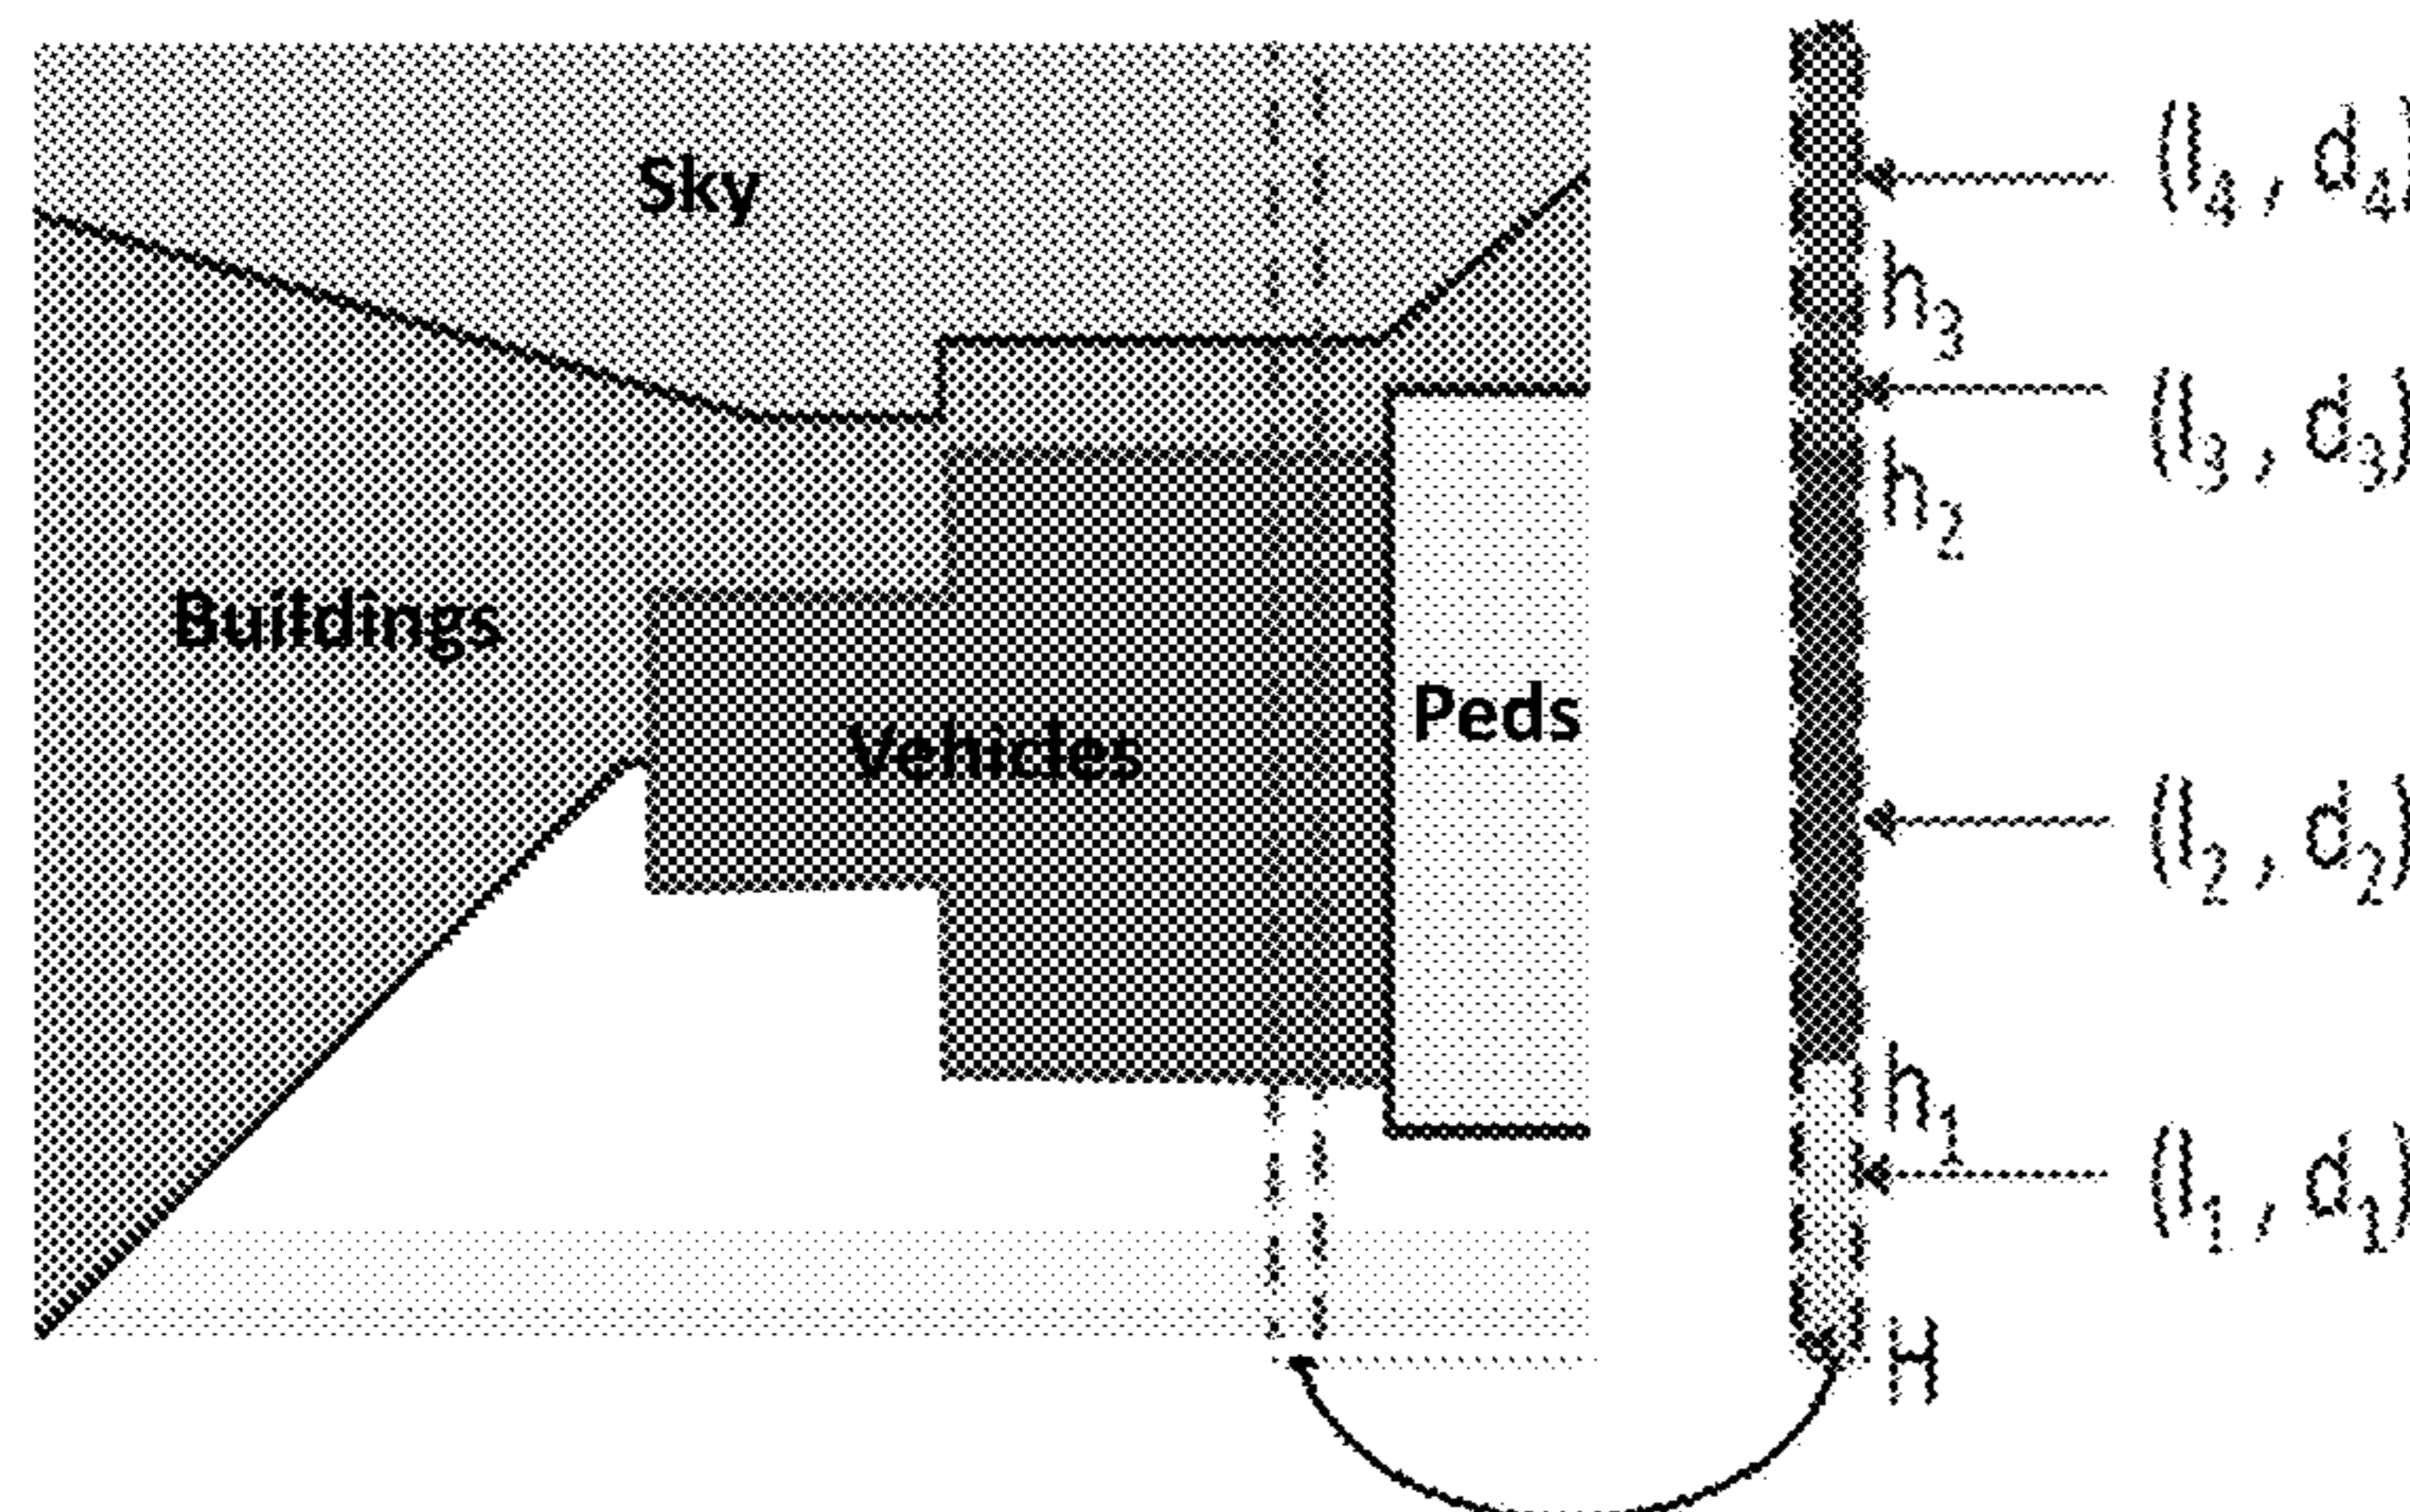 Sky
Buildings
Vehicles
Peds
(l₄ , d₄)
h₃
(l₃ , d₃)
h₂
(l₂ , d₂)
h₁
(l₁ , d₁)
H